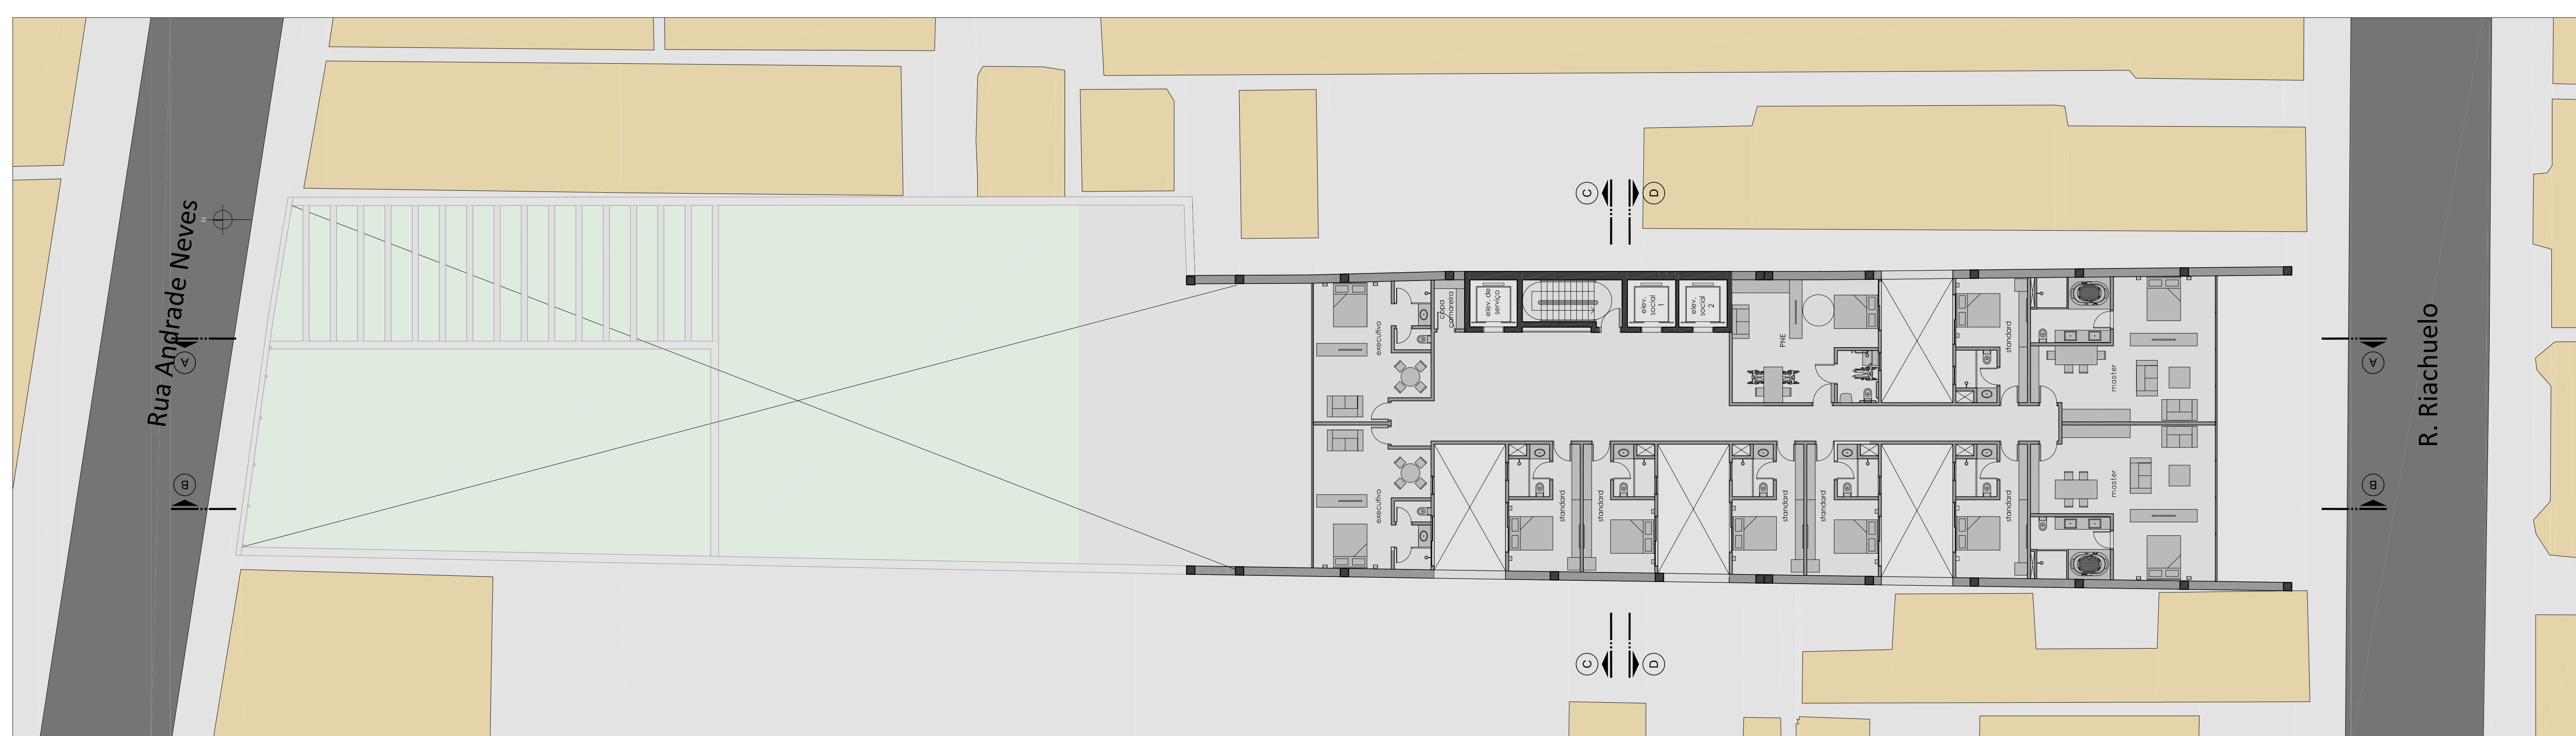 Rua Andrade Neves
N
A
B
C
D
executivo
executivo
copa
camareira
elev. de
serviço
elev.
social
1
elev.
social
2
PNE
standard
master
standard
standard
standard
standard
standard
master
C
D
A
B
R. Riachuelo